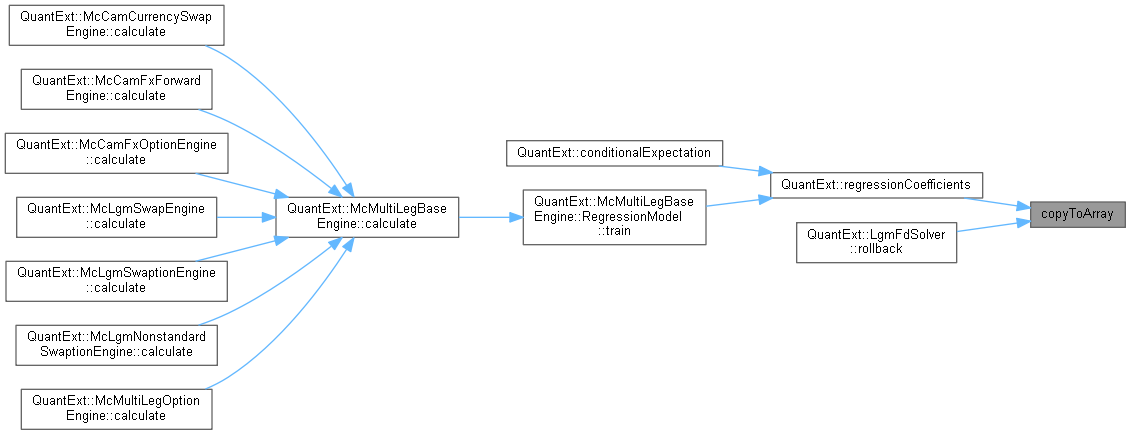 QuantExt::McCamCurrencySwap
Engine::calculate
QuantExt::McCamFxForward
Engine::calculate
QuantExt::McCamFxOptionEngine
::calculate
QuantExt::McLgmSwapEngine
::calculate
QuantExt::McLgmSwaptionEngine
::calculate
QuantExt::McLgmNonstandard
SwaptionEngine::calculate
QuantExt::McMultiLegOption
Engine::calculate
QuantExt::McMultiLegBase
Engine::calculate
QuantExt::conditionalExpectation
QuantExt::McMultiLegBase
Engine::RegressionModel
::train
QuantExt::regressionCoefficients
QuantExt::LgmFdSolver
::rollback
copyToArray